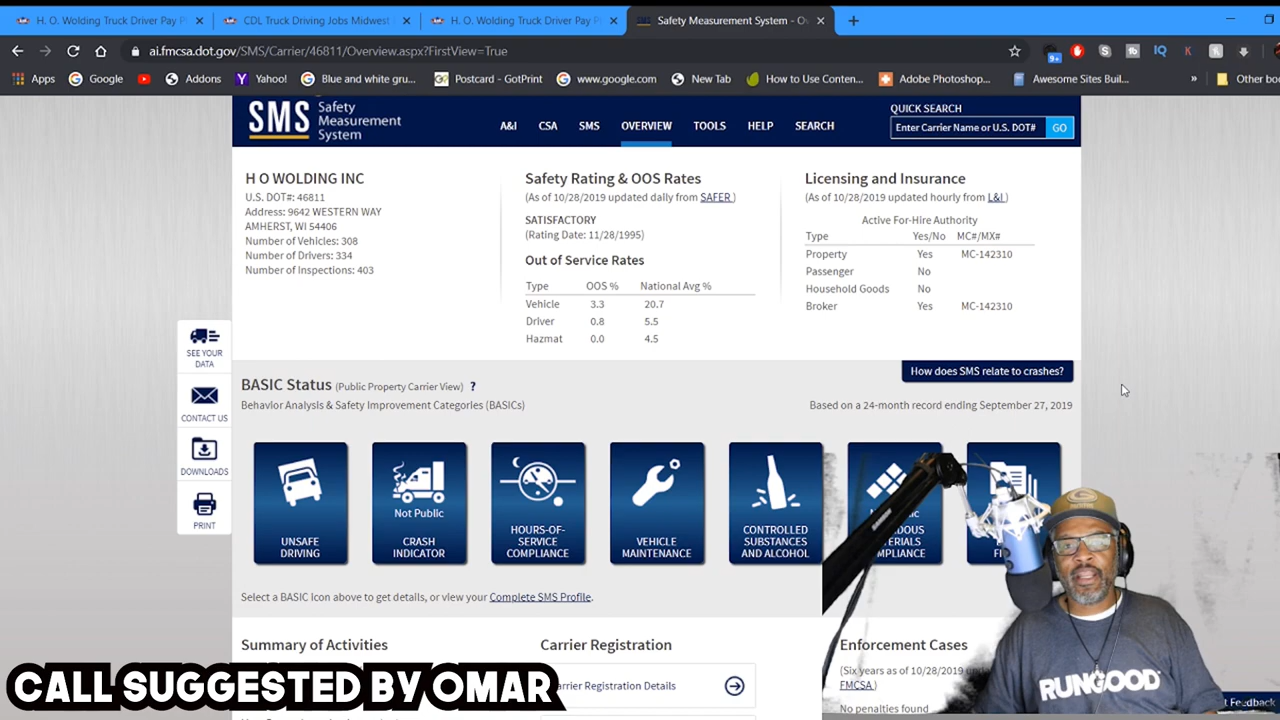 H. O. Wolding Truck Driver Pay P
CDL Truck Driving Jobs Midwest
H. O. Wolding Truck Driver Pay P
SMS Safety Measurement System - O
ai.fmcsa.dot.gov/SMS/Carrier/46811/Overview.aspx?FirstView=True
9+
IQ
K
Apps
Google
Addons
Yahoo!
Blue and white gru...
Postcard - GotPrint
www.google.com
New Tab
How to Use Conten...
Adobe Photoshop...
Awesome Sites Buil...
»
Other boo
SMS Safety
Measurement
System
A&I
CSA
SMS
OVERVIEW
TOOLS
HELP
SEARCH
QUICK SEARCH
Enter Carrier Name or U.S. DOT#
GO
H O WOLDING INC
U.S. DOT#: 46811
Address: 9642 WESTERN WAY
AMHERST, WI 54406
Number of Vehicles: 308
Number of Drivers: 334
Number of Inspections: 403
Safety Rating & OOS Rates
(As of 10/28/2019 updated daily from SAFER )
SATISFACTORY
(Rating Date: 11/28/1995)
Out of Service Rates
Type OOS % National Avg %
Vehicle 3.3 20.7
Driver 0.8 5.5
Hazmat 0.0 4.5
Licensing and Insurance
(As of 10/28/2019 updated hourly from L&I )
Active For-Hire Authority
Type Yes/No MC#/MX#
Property Yes MC-142310
Passenger No
Household Goods No
Broker Yes MC-142310
SEE YOUR
DATA
CONTACT US
DOWNLOADS
PRINT
BASIC Status (Public Property Carrier View) ?
Behavior Analysis & Safety Improvement Categories (BASICs)
How does SMS relate to crashes?
Based on a 24-month record ending September 27, 2019
UNSAFE
DRIVING
Not Public
CRASH
INDICATOR
HOURS-OF-
SERVICE
COMPLIANCE
VEHICLE
MAINTENANCE
CONTROLLED
SUBSTANCES
AND ALCOHOL
Select a BASIC Icon above to get details, or view your Complete SMS Profile.
Summary of Activities
Carrier Registration
Carrier Registration Details
Enforcement Cases
(Six years as of 10/28/2019
FMCSA )
No penalties found
Feedback
RUNGOOD
CALL SUGGESTED BY OMAR